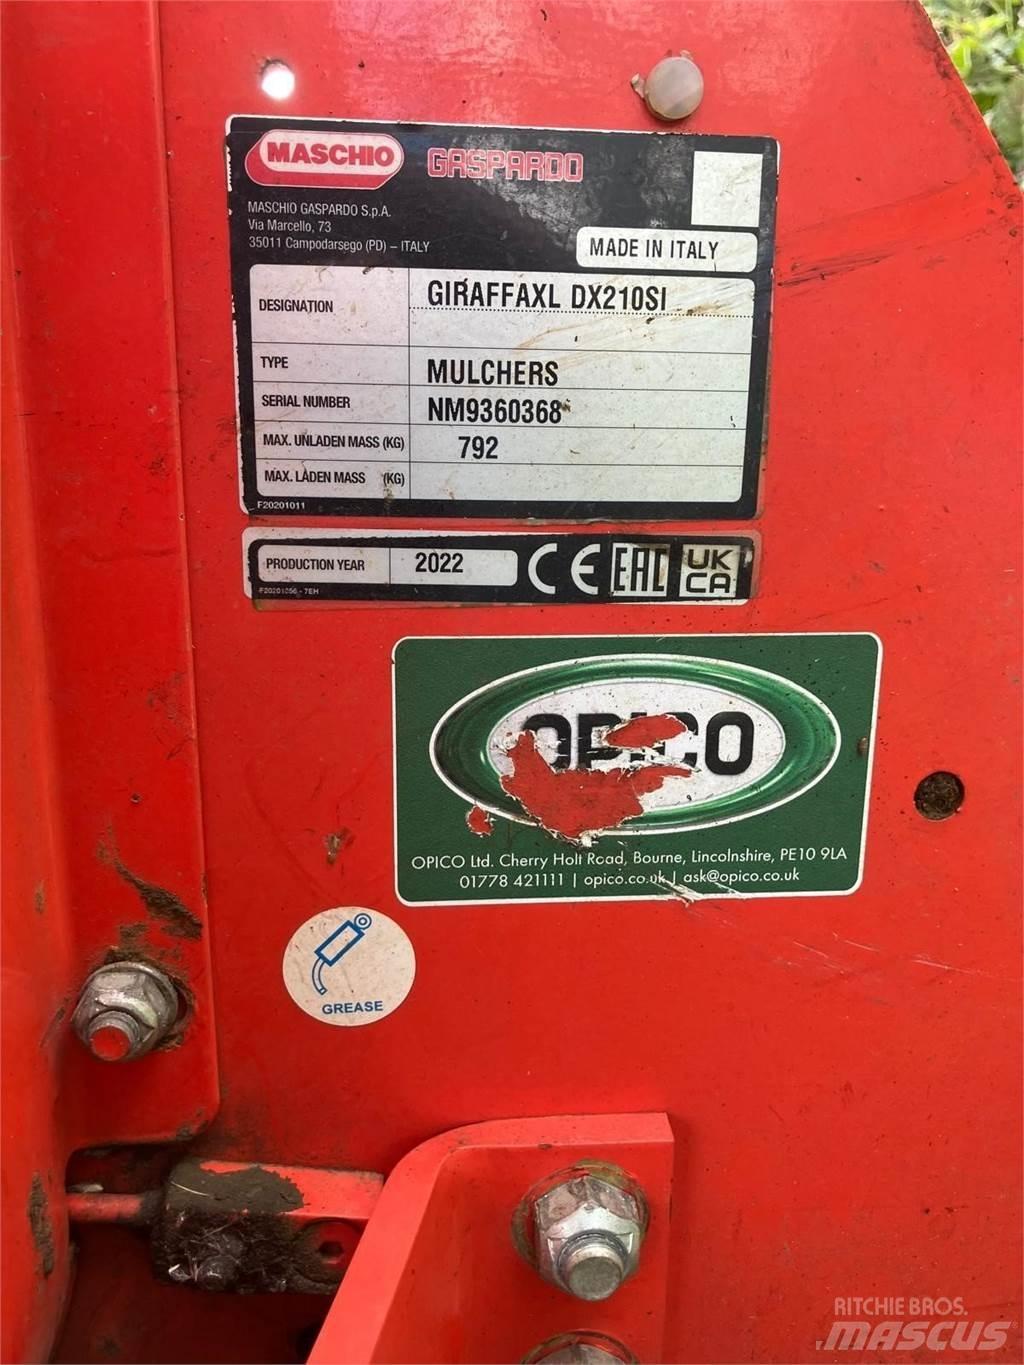 MASCHIO GASPARDO
MASCHIO GASPARDO S.p.A.
Via Marcello, 73
35011 Campodarsego (PD) – ITALY
MADE IN ITALY
DESIGNATION GIRAFFAXL DX210SI
TYPE MULCHERS
SERIAL NUMBER NM9360368
MAX. UNLADEN MASS (KG) 792
MAX. LADEN MASS (KG)
F20201011
PRODUCTION YEAR 2022 CE EAC UK CA
F20201056 - 7EH
OPICO
OPICO Ltd. Cherry Holt Road, Bourne, Lincolnshire, PE10 9LA
01778 421111 | opico.co.uk | ask@opico.co.uk
GREASE
RITCHIE BROS.
MASCUS